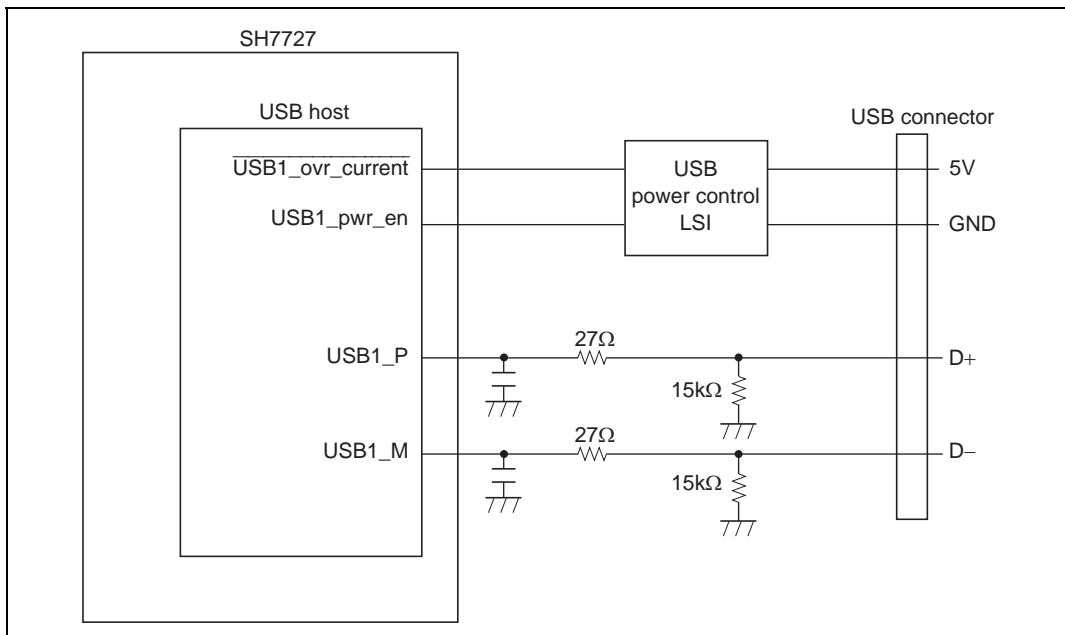 SH7727
USB host
USB connector
USB1_ovr_current
USB
power control
LSI
5V
USB1_pwr_en
GND
27Ω
USB1_P
D+
15kΩ
27Ω
USB1_M
D−
15kΩ